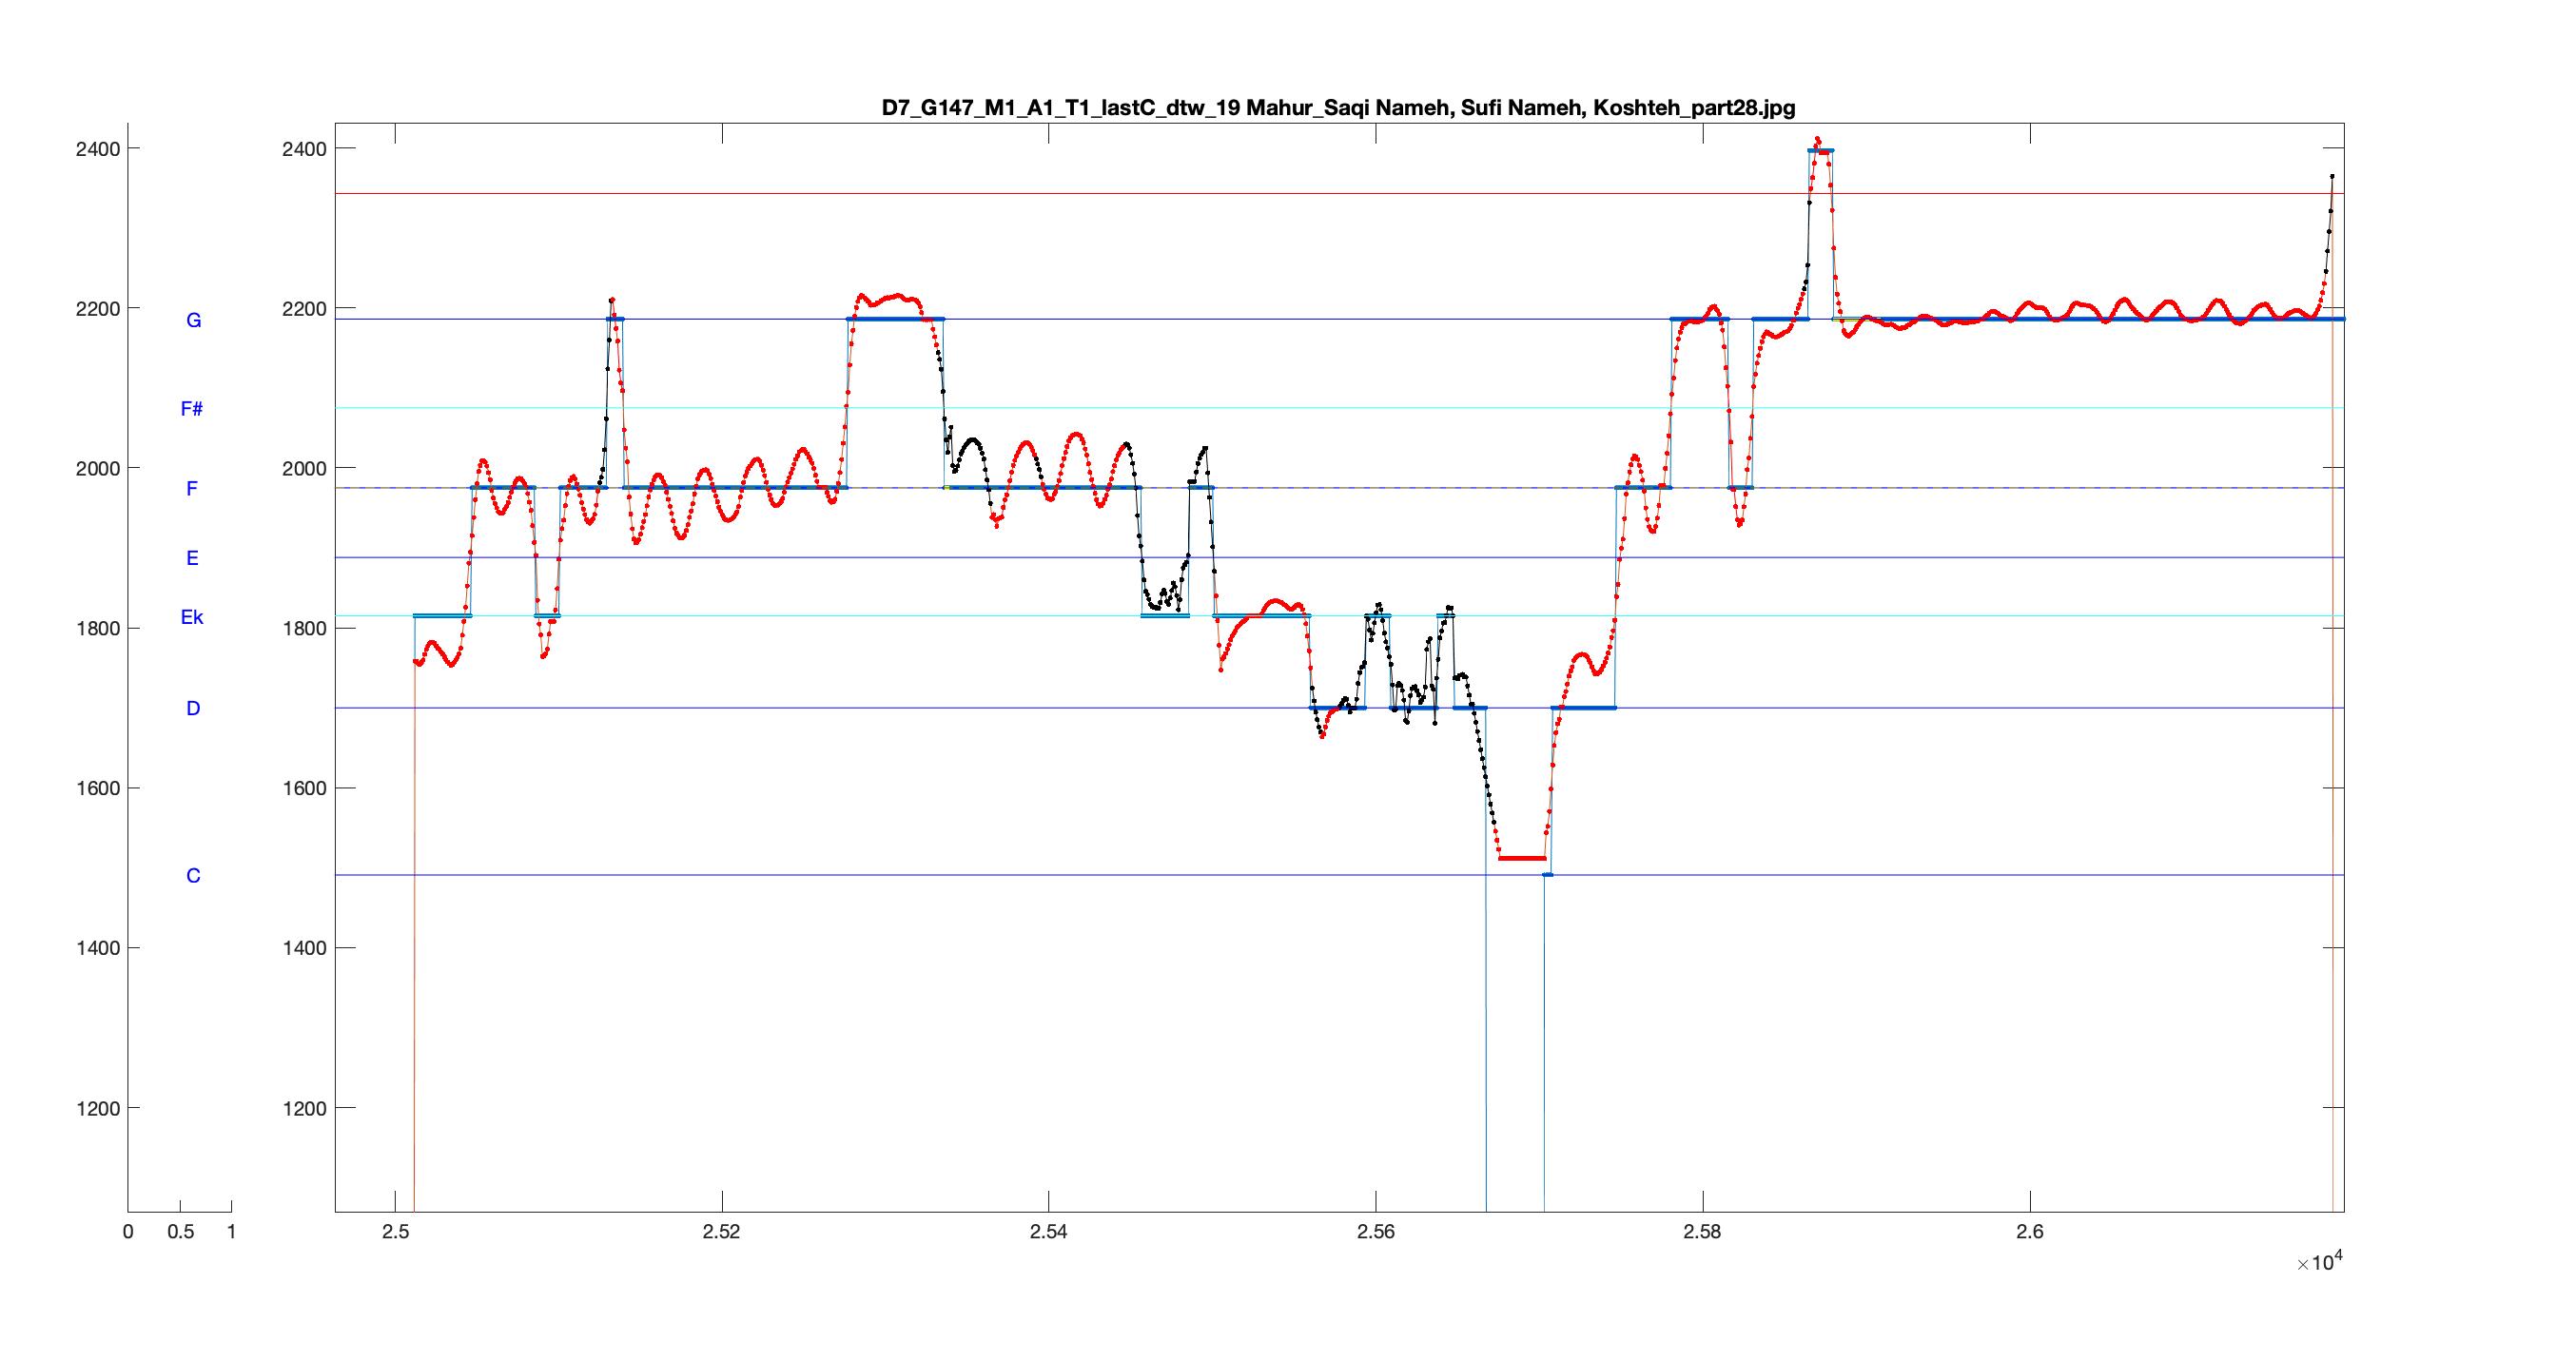 D7_G147_M1_A1_T1_lastC_dtw_19 Mahur_Saqi Nameh, Sufi Nameh, Koshteh_part28.jpg
2400 2400
2200 G 2200
F#
2000 F 2000
E
Ek
1800 1800
D
1600 1600
C
1400 1400
1200 1200
0 0.5 1 2.5 2.52 2.54 2.56 2.58 2.6
×10^4